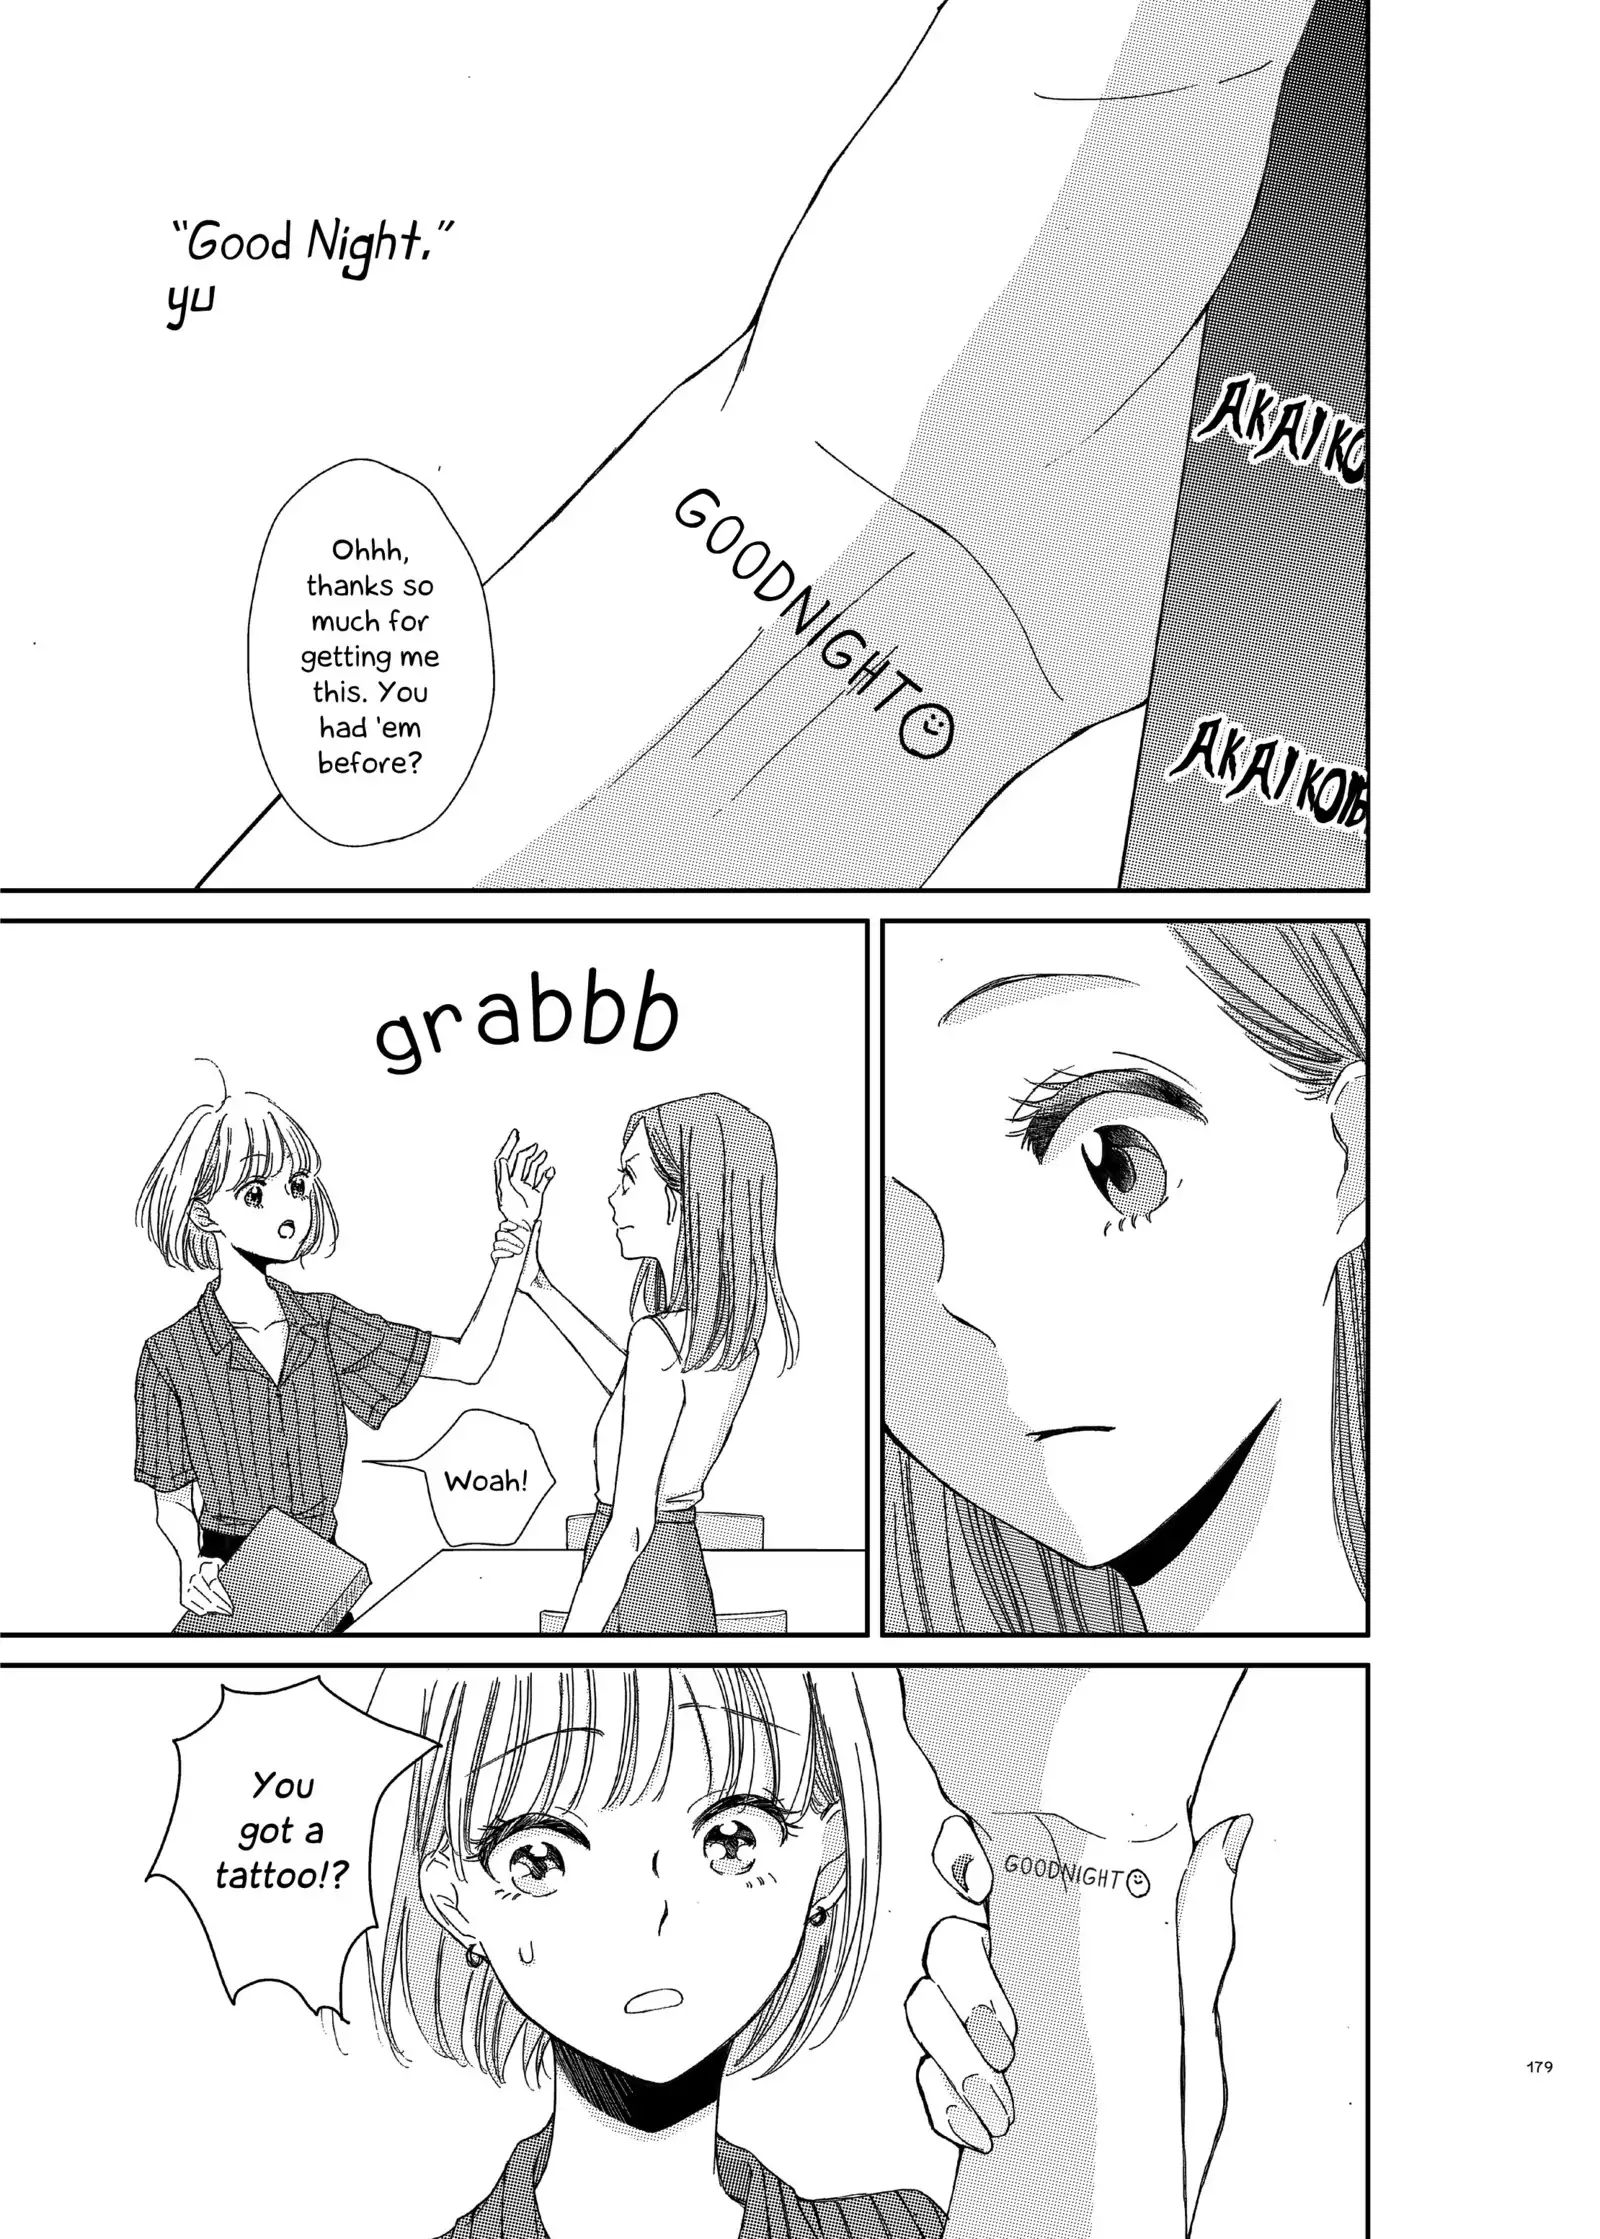 “Good Night.”
yu
AKAI KO
AKAI KOI
GOODNIGHT
Ohhh,
thanks so
much for
getting me
this. You
had 'em
before?
grabbb
Woah!
You
got a
tattoo!?
GOODNIGHT
179